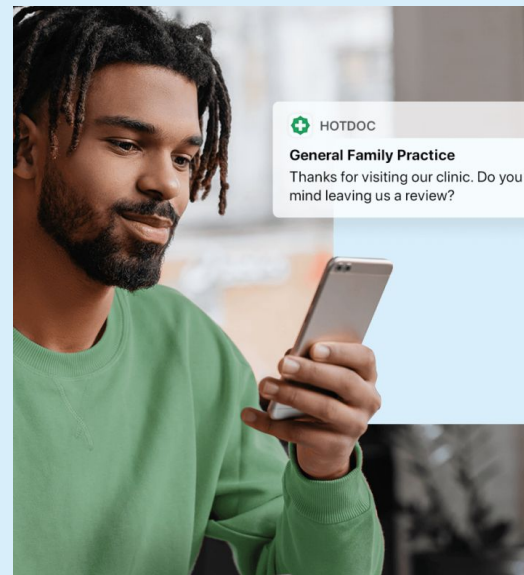 HOTDOC
General Family Practice
Thanks for visiting our clinic. Do you
mind leaving us a review?